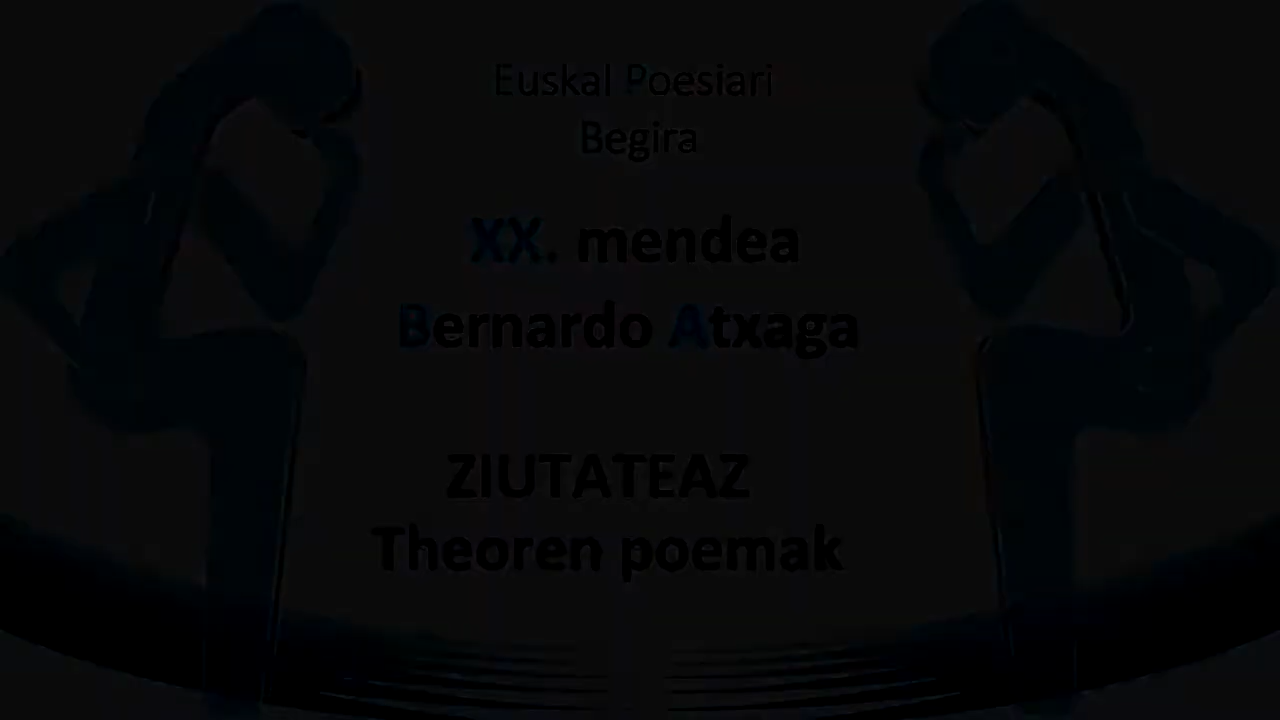 Euskal Poesiari
Begira
XX. mendea
Bernardo Atxaga
ZIUTATEAZ
Theoren poemak